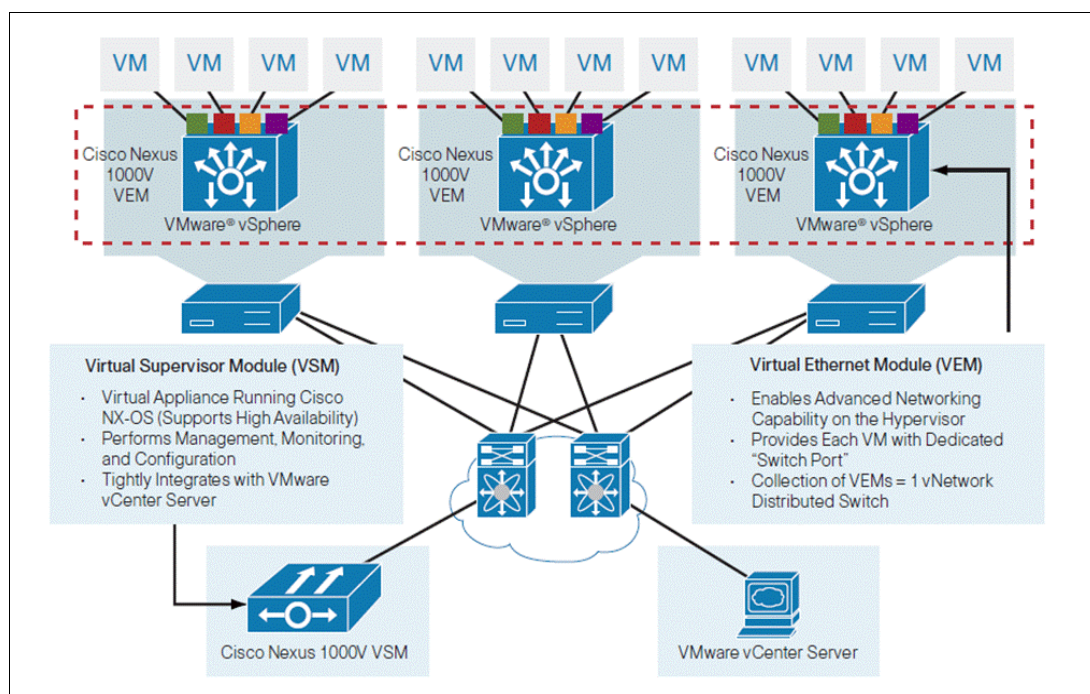 VM VM VM VM VM VM VM VM VM VM VM VM
Cisco Nexus
1000V
VEM
VMware® vSphere
Cisco Nexus
1000V
VEM
VMware® vSphere
Cisco Nexus
1000V
VEM
VMware® vSphere
Virtual Supervisor Module (VSM)
· Virtual Appliance Running Cisco
NX-OS (Supports High Availability)
· Performs Management, Monitoring,
and Configuration
· Tightly Integrates with VMware
vCenter Server
Virtual Ethernet Module (VEM)
· Enables Advanced Networking
Capability on the Hypervisor
· Provides Each VM with Dedicated
“Switch Port”
· Collection of VEMs = 1 vNetwork
Distributed Switch
Cisco Nexus 1000V VSM
VMware vCenter Server